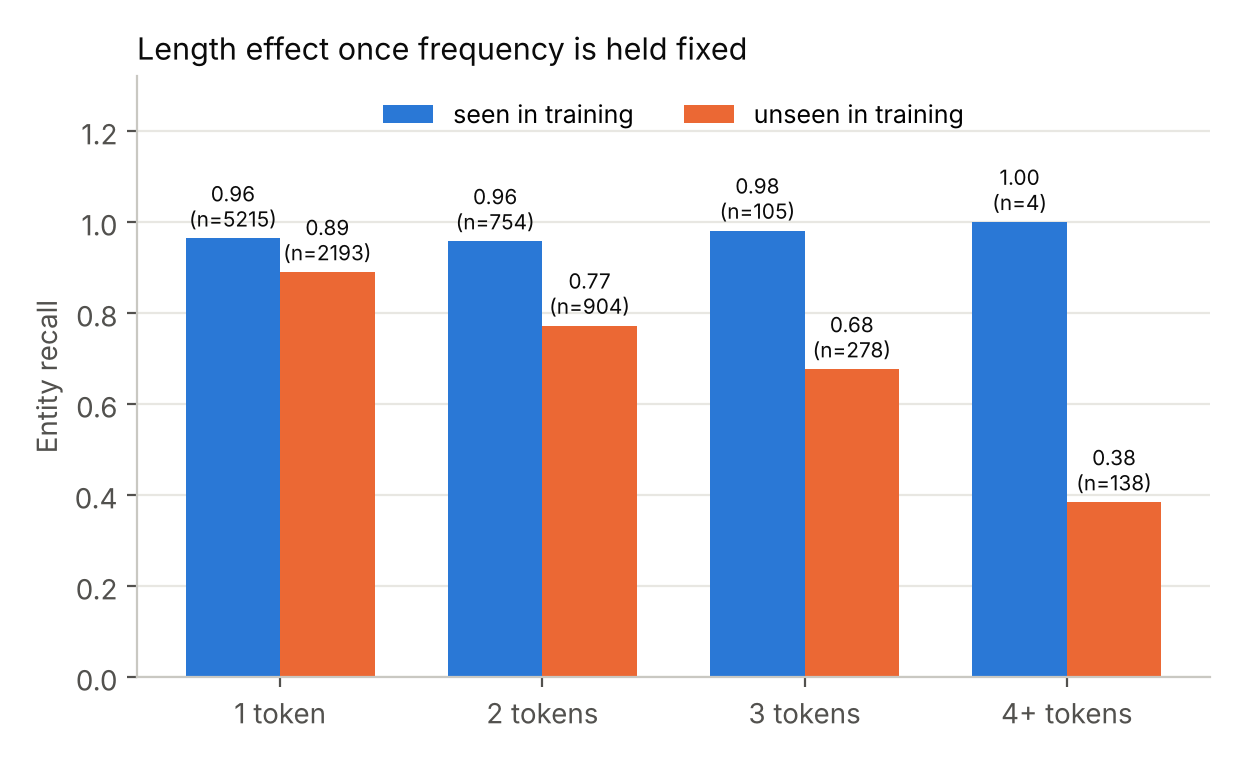 Length effect once frequency is held fixed
seen in training
unseen in training
Entity recall
1.2
1.0
0.8
0.6
0.4
0.2
0.0
0.96
(n=5215)
0.89
(n=2193)
0.96
(n=754)
0.77
(n=904)
0.98
(n=105)
0.68
(n=278)
1.00
(n=4)
0.38
(n=138)
1 token
2 tokens
3 tokens
4+ tokens